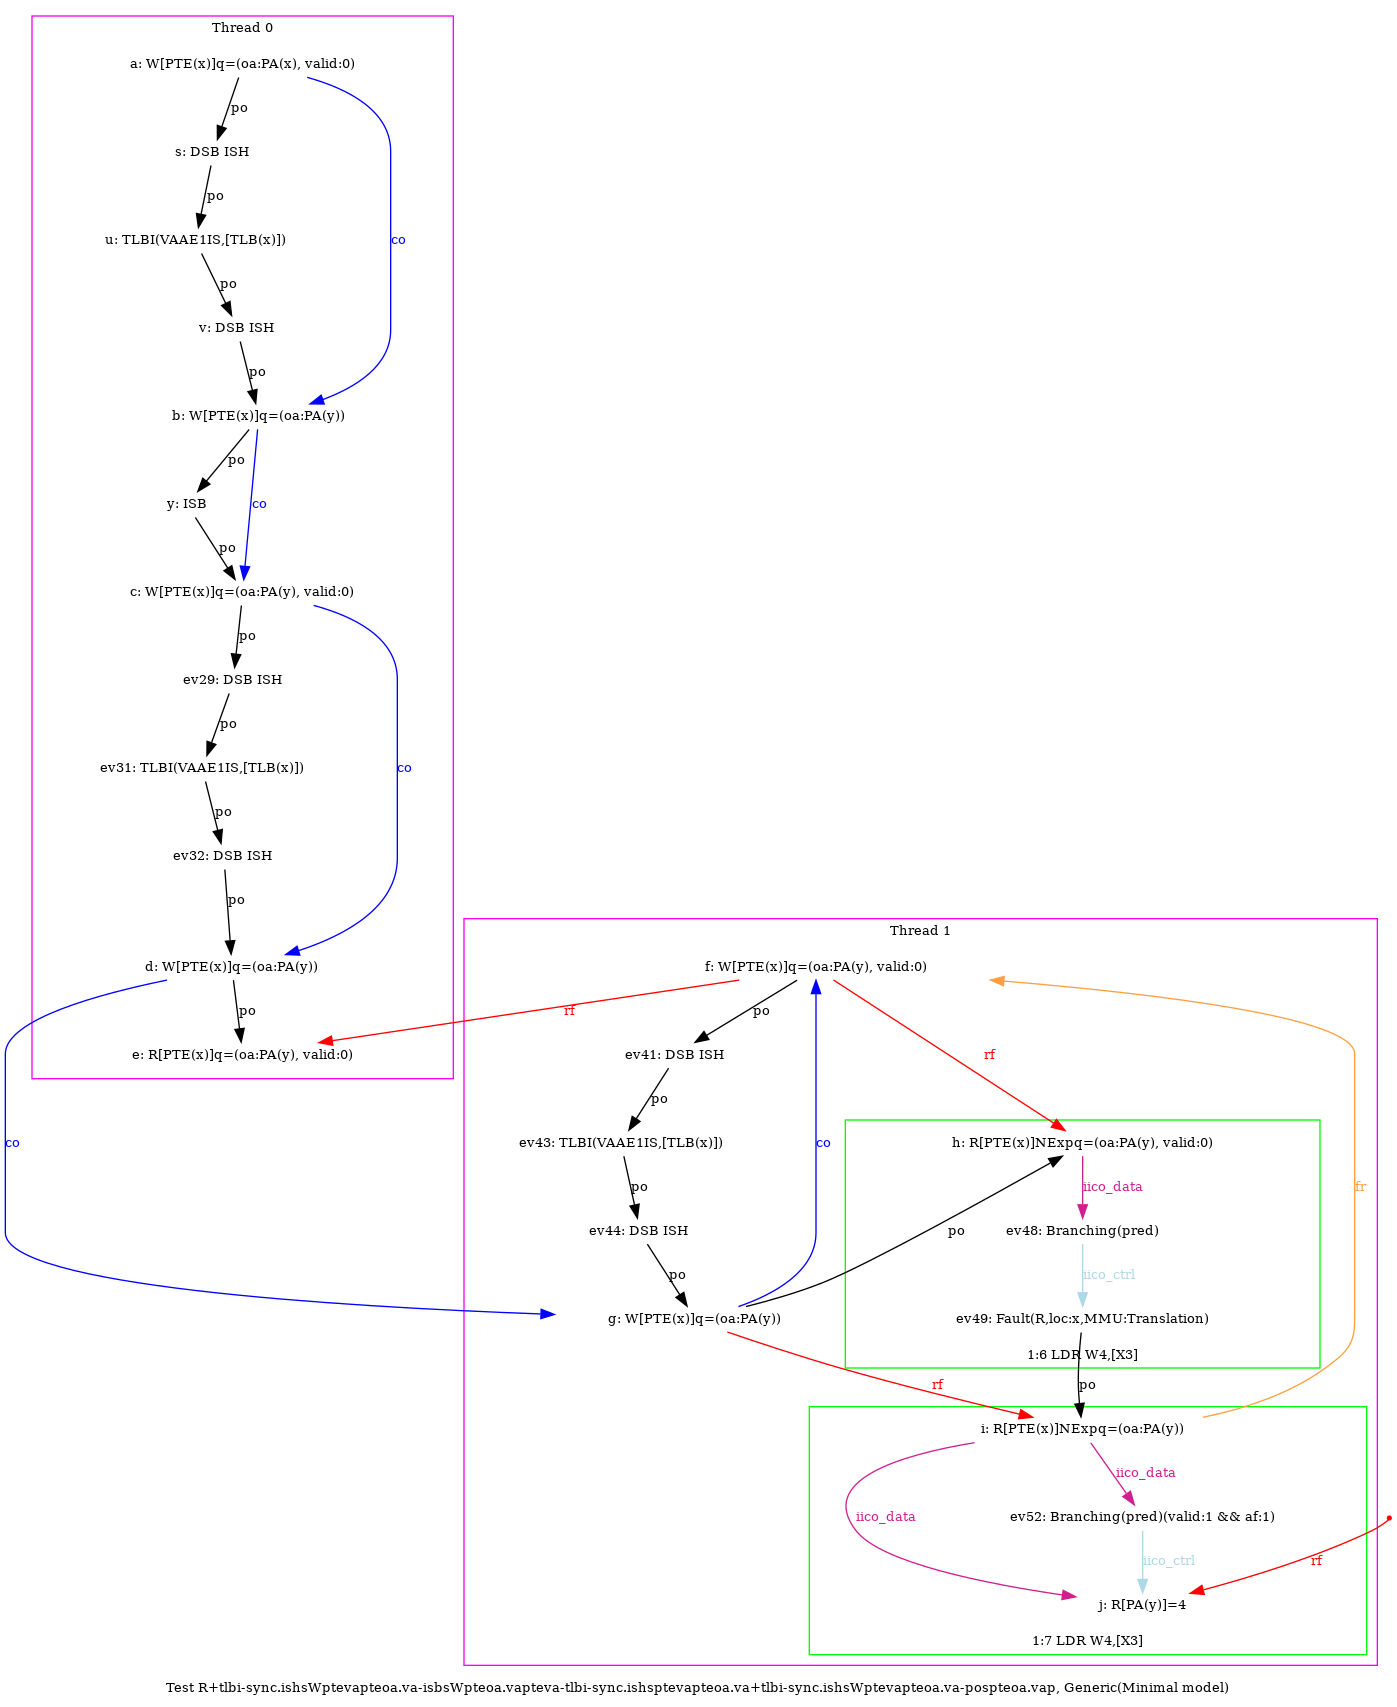 Thread 0
a: W[PTE(x)]q=(oa:PA(x), valid:0)
po
s: DSB ISH
po
u: TLBI(VAAE1IS,[TLB(x)])
co
po
v: DSB ISH
po
b: W[PTE(x)]q=(oa:PA(y))
po
y: ISB
co
po
c: W[PTE(x)]q=(oa:PA(y), valid:0)
po
ev29: DSB ISH
po
ev31: TLBI(VAAE1IS,[TLB(x)])
co
po
ev32: DSB ISH
po
d: W[PTE(x)]q=(oa:PA(y))
po
e: R[PTE(x)]q=(oa:PA(y), valid:0)
co
Thread 1
f: W[PTE(x)]q=(oa:PA(y), valid:0)
rf
po
ev41: DSB ISH
rf
po
ev43: TLBI(VAAE1IS,[TLB(x)])
co
h: R[PTE(x)]NExpq=(oa:PA(y), valid:0)
po
iico_data
fr
ev44: DSB ISH
po
ev48: Branching(pred)
po
iico_ctrl
g: W[PTE(x)]q=(oa:PA(y))
ev49: Fault(R,loc:x,MMU:Translation)
1:6 LDR W4,[X3]
rf
po
i: R[PTE(x)]NExpq=(oa:PA(y))
iico_data
iico_data
ev52: Branching(pred)(valid:1 && af:1)
iico_ctrl
rf
j: R[PA(y)]=4
1:7 LDR W4,[X3]
Test R+tlbi-sync.ishsWptevapteoa.va-isbsWpteoa.vapteva-tlbi-sync.ishsptevapteoa.va+tlbi-sync.ishsWptevapteoa.va-pospteoa.vap, Generic(Minimal model)